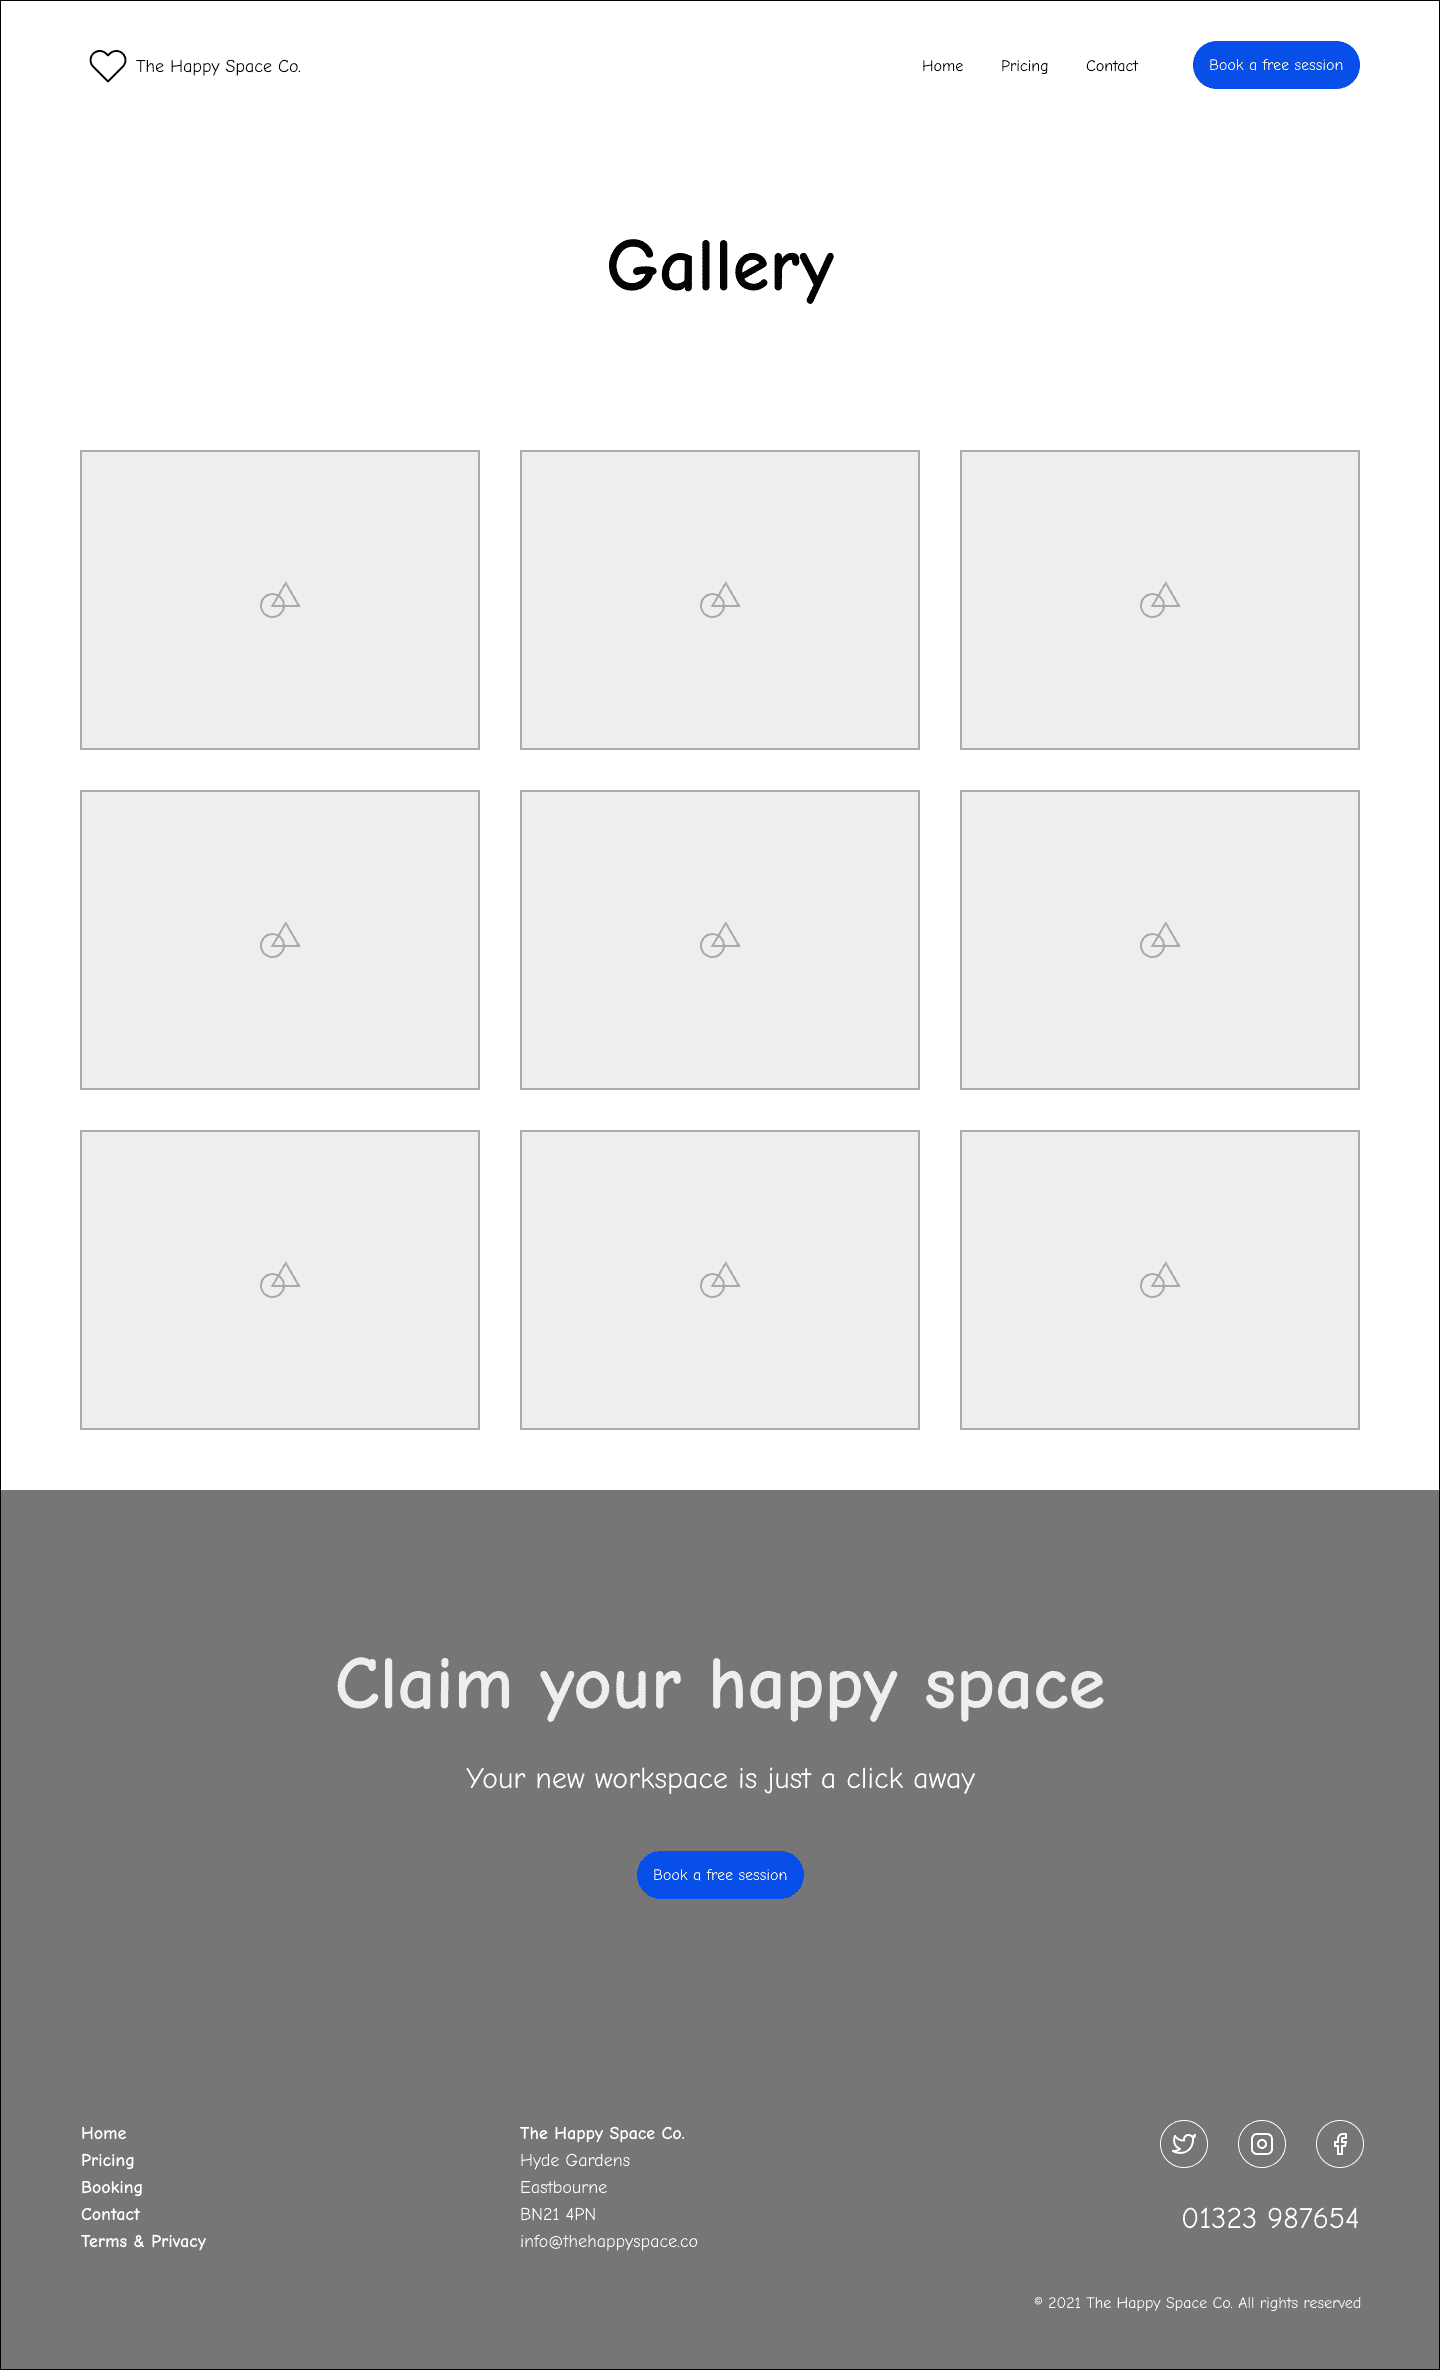 The Happy Space Co.
Home
Pricing
Contact
Book a free session
Gallery
Claim your happy space
Your new workspace is just a click away
Book a free session
Home
Pricing
Booking
Contact
Terms & Privacy
The Happy Space Co.
Hyde Gardens
Eastbourne
BN21 4PN
info@thehappyspace.co
01323 987654
© 2021 The Happy Space Co. All rights reserved